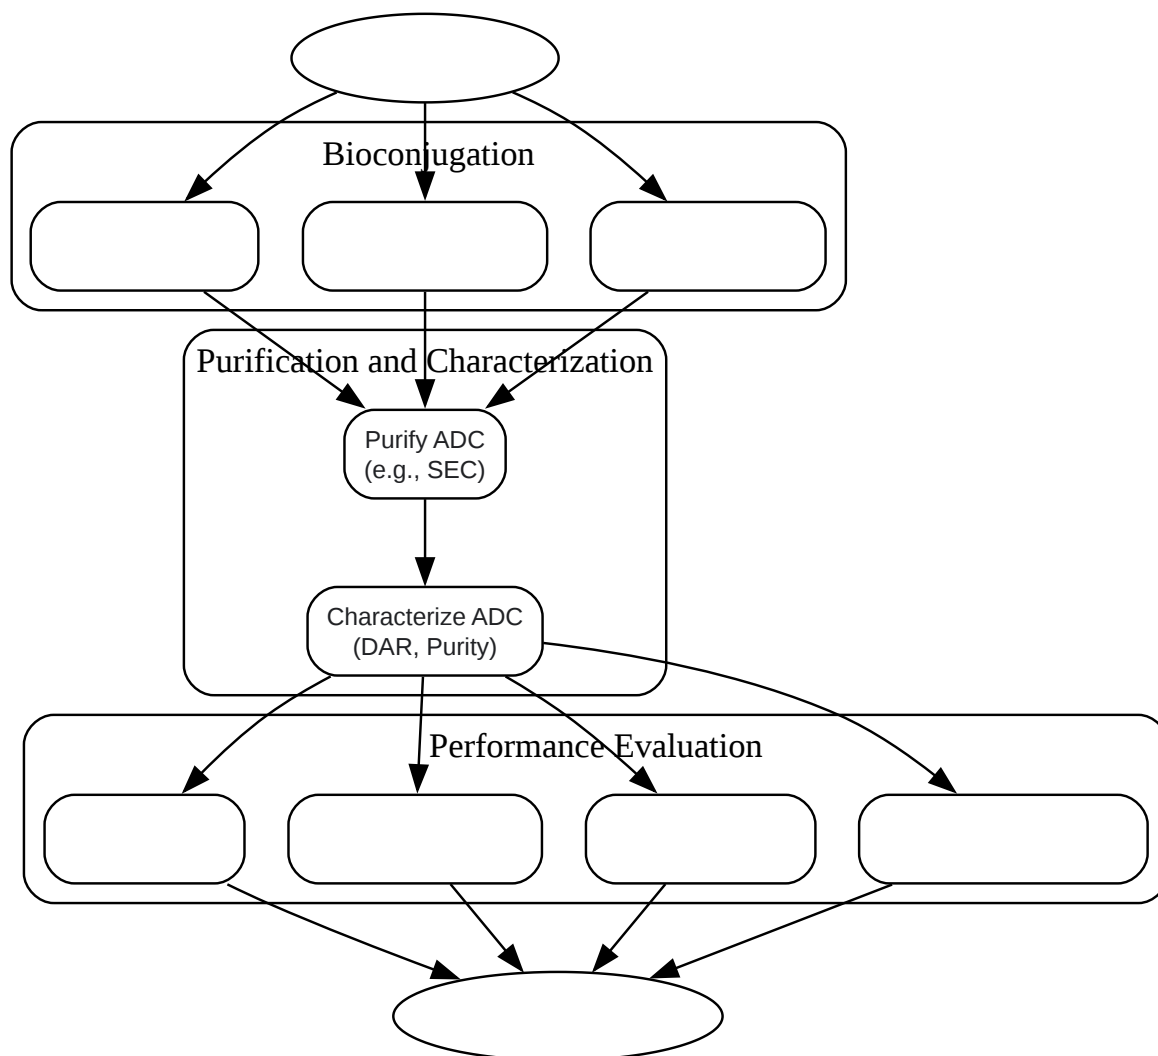 Bioconjugation
Purification and Characterization
Purify ADC
(e.g., SEC)
Characterize ADC
(DAR, Purity)
Performance Evaluation